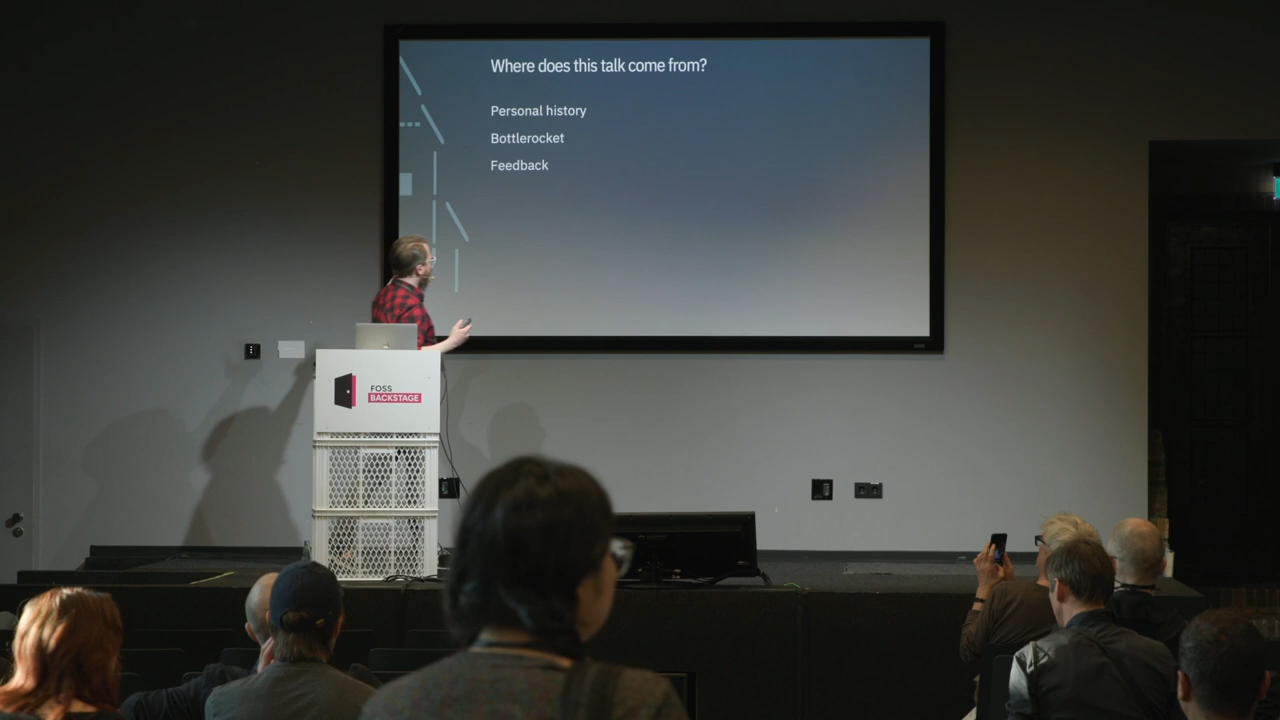 Where does this talk come from?
Personal history
Bottlerocket
Feedback
FOSS
BACKSTAGE